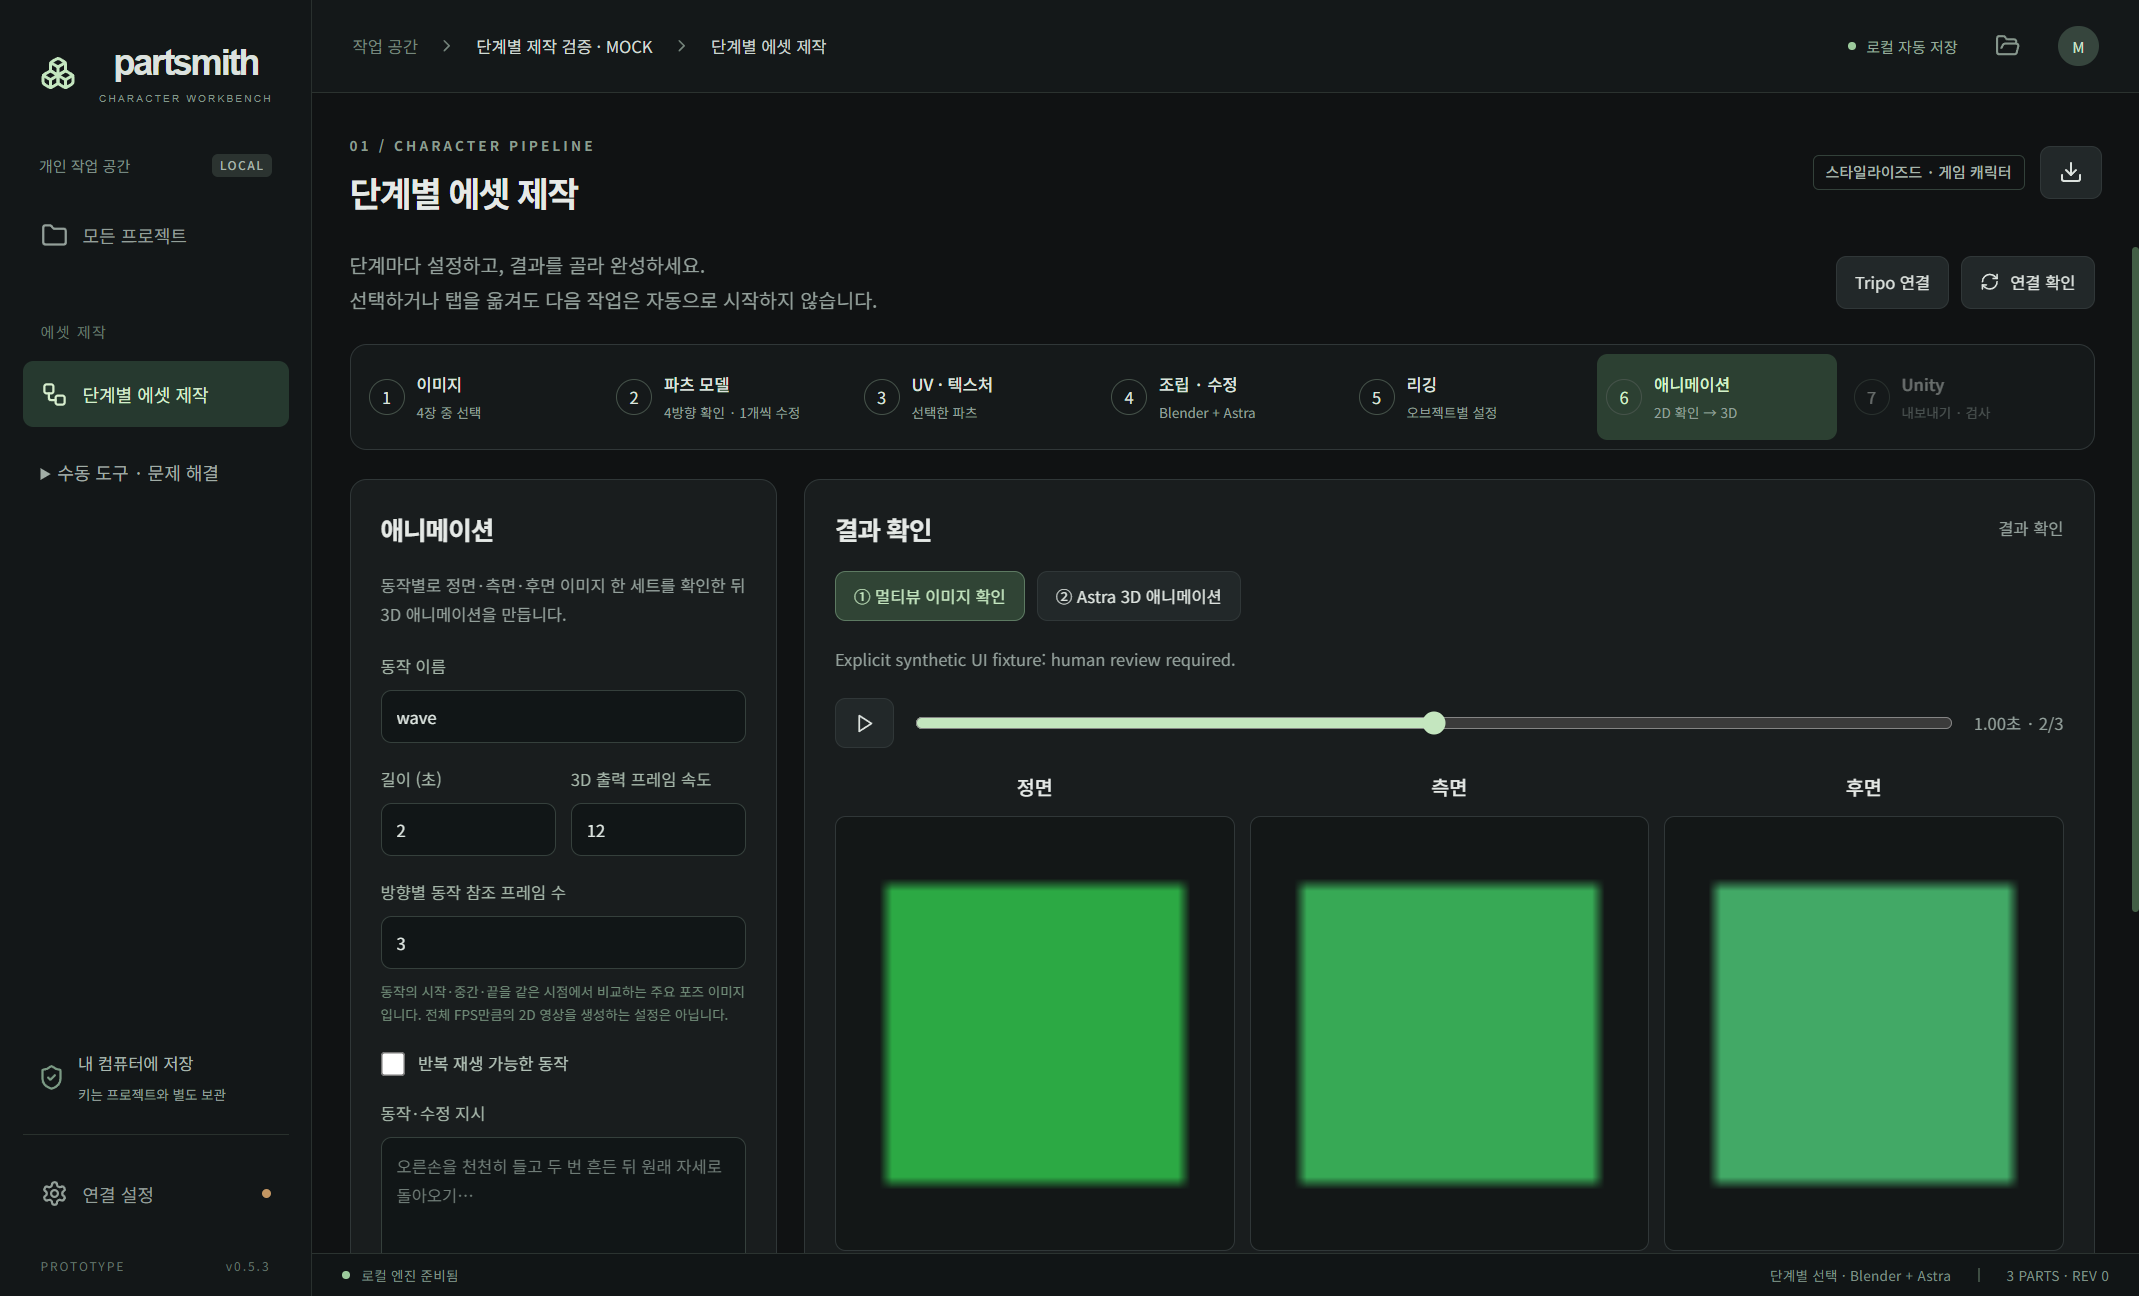 partsmith
CHARACTER WORKBENCH
개인 작업 공간
LOCAL
모든 프로젝트
에셋 제작
단계별 에셋 제작
수동 도구 · 문제 해결
내 컴퓨터에 저장
키는 프로젝트와 별도 보관
연결 설정
PROTOTYPE
v0.5.3
작업 공간
단계별 제작 검증 · MOCK
단계별 에셋 제작
로컬 자동 저장
M
01 / CHARACTER PIPELINE
단계별 에셋 제작
스타일라이즈드 · 게임 캐릭터
단계마다 설정하고, 결과를 골라 완성하세요.
선택하거나 탭을 옮겨도 다음 작업은 자동으로 시작하지 않습니다.
Tripo 연결
연결 확인
1
이미지
4장 중 선택
2
파츠 모델
4방향 확인 · 1개씩 수정
3
UV · 텍스처
선택한 파츠
4
조립 · 수정
Blender + Astra
5
리깅
오브젝트별 설정
6
애니메이션
2D 확인 → 3D
7
Unity
내보내기 · 검사
애니메이션
동작별로 정면·측면·후면 이미지 한 세트를 확인한 뒤
3D 애니메이션을 만듭니다.
동작 이름
wave
길이 (초)
3D 출력 프레임 속도
2
12
방향별 동작 참조 프레임 수
3
동작의 시작·중간·끝을 같은 시점에서 비교하는 주요 포즈 이미지
입니다. 전체 FPS만큼의 2D 영상을 생성하는 설정은 아닙니다.
반복 재생 가능한 동작
동작·수정 지시
오른손을 천천히 들고 두 번 흔든 뒤 원래 자세로
돌아오기…
결과 확인
결과 확인
① 멀티뷰 이미지 확인
② Astra 3D 애니메이션
Explicit synthetic UI fixture: human review required.
1.00초 · 2/3
정면
측면
후면
로컬 엔진 준비됨
단계별 선택 · Blender + Astra
3 PARTS · REV 0